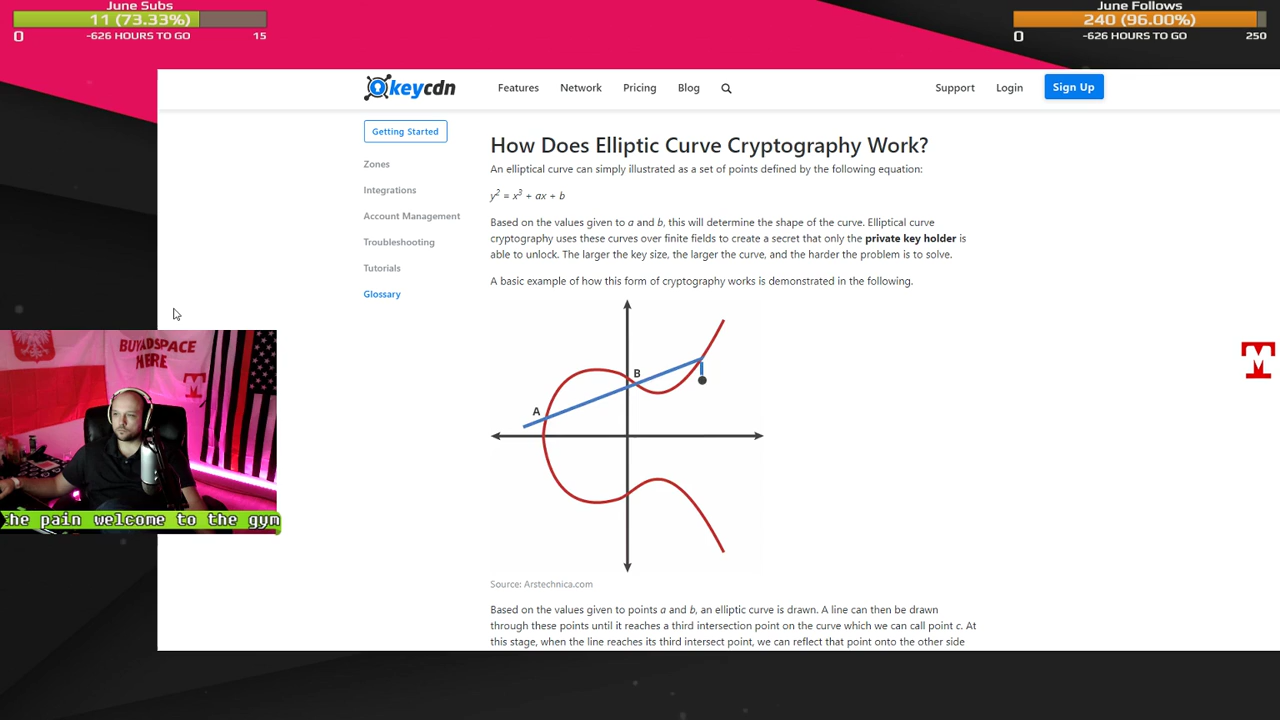 June Subs
11 (73.33%)
0
-626 HOURS TO GO
15
June Follows
240 (96.00%)
0
-626 HOURS TO GO
250
keycdn
Features
Network
Pricing
Blog
Support
Login
Sign Up
Getting Started
Zones
Integrations
Account Management
Troubleshooting
Tutorials
Glossary
How Does Elliptic Curve Cryptography Work?
An elliptical curve can simply illustrated as a set of points defined by the following equation:
y² = x³ + ax + b
Based on the values given to a and b, this will determine the shape of the curve. Elliptical curve
cryptography uses these curves over finite fields to create a secret that only the private key holder is
able to unlock. The larger the key size, the larger the curve, and the harder the problem is to solve.
A basic example of how this form of cryptography works is demonstrated in the following.
A
B
Source: Arstechnica.com
Based on the values given to points a and b, an elliptic curve is drawn. A line can then be drawn
through these points until it reaches a third intersection point on the curve which we can call point c. At
this stage, when the line reaches its third intersect point, we can reflect that point onto the other side
BUY ADSPACE
HERE
T
the pain welcome to the gym
T